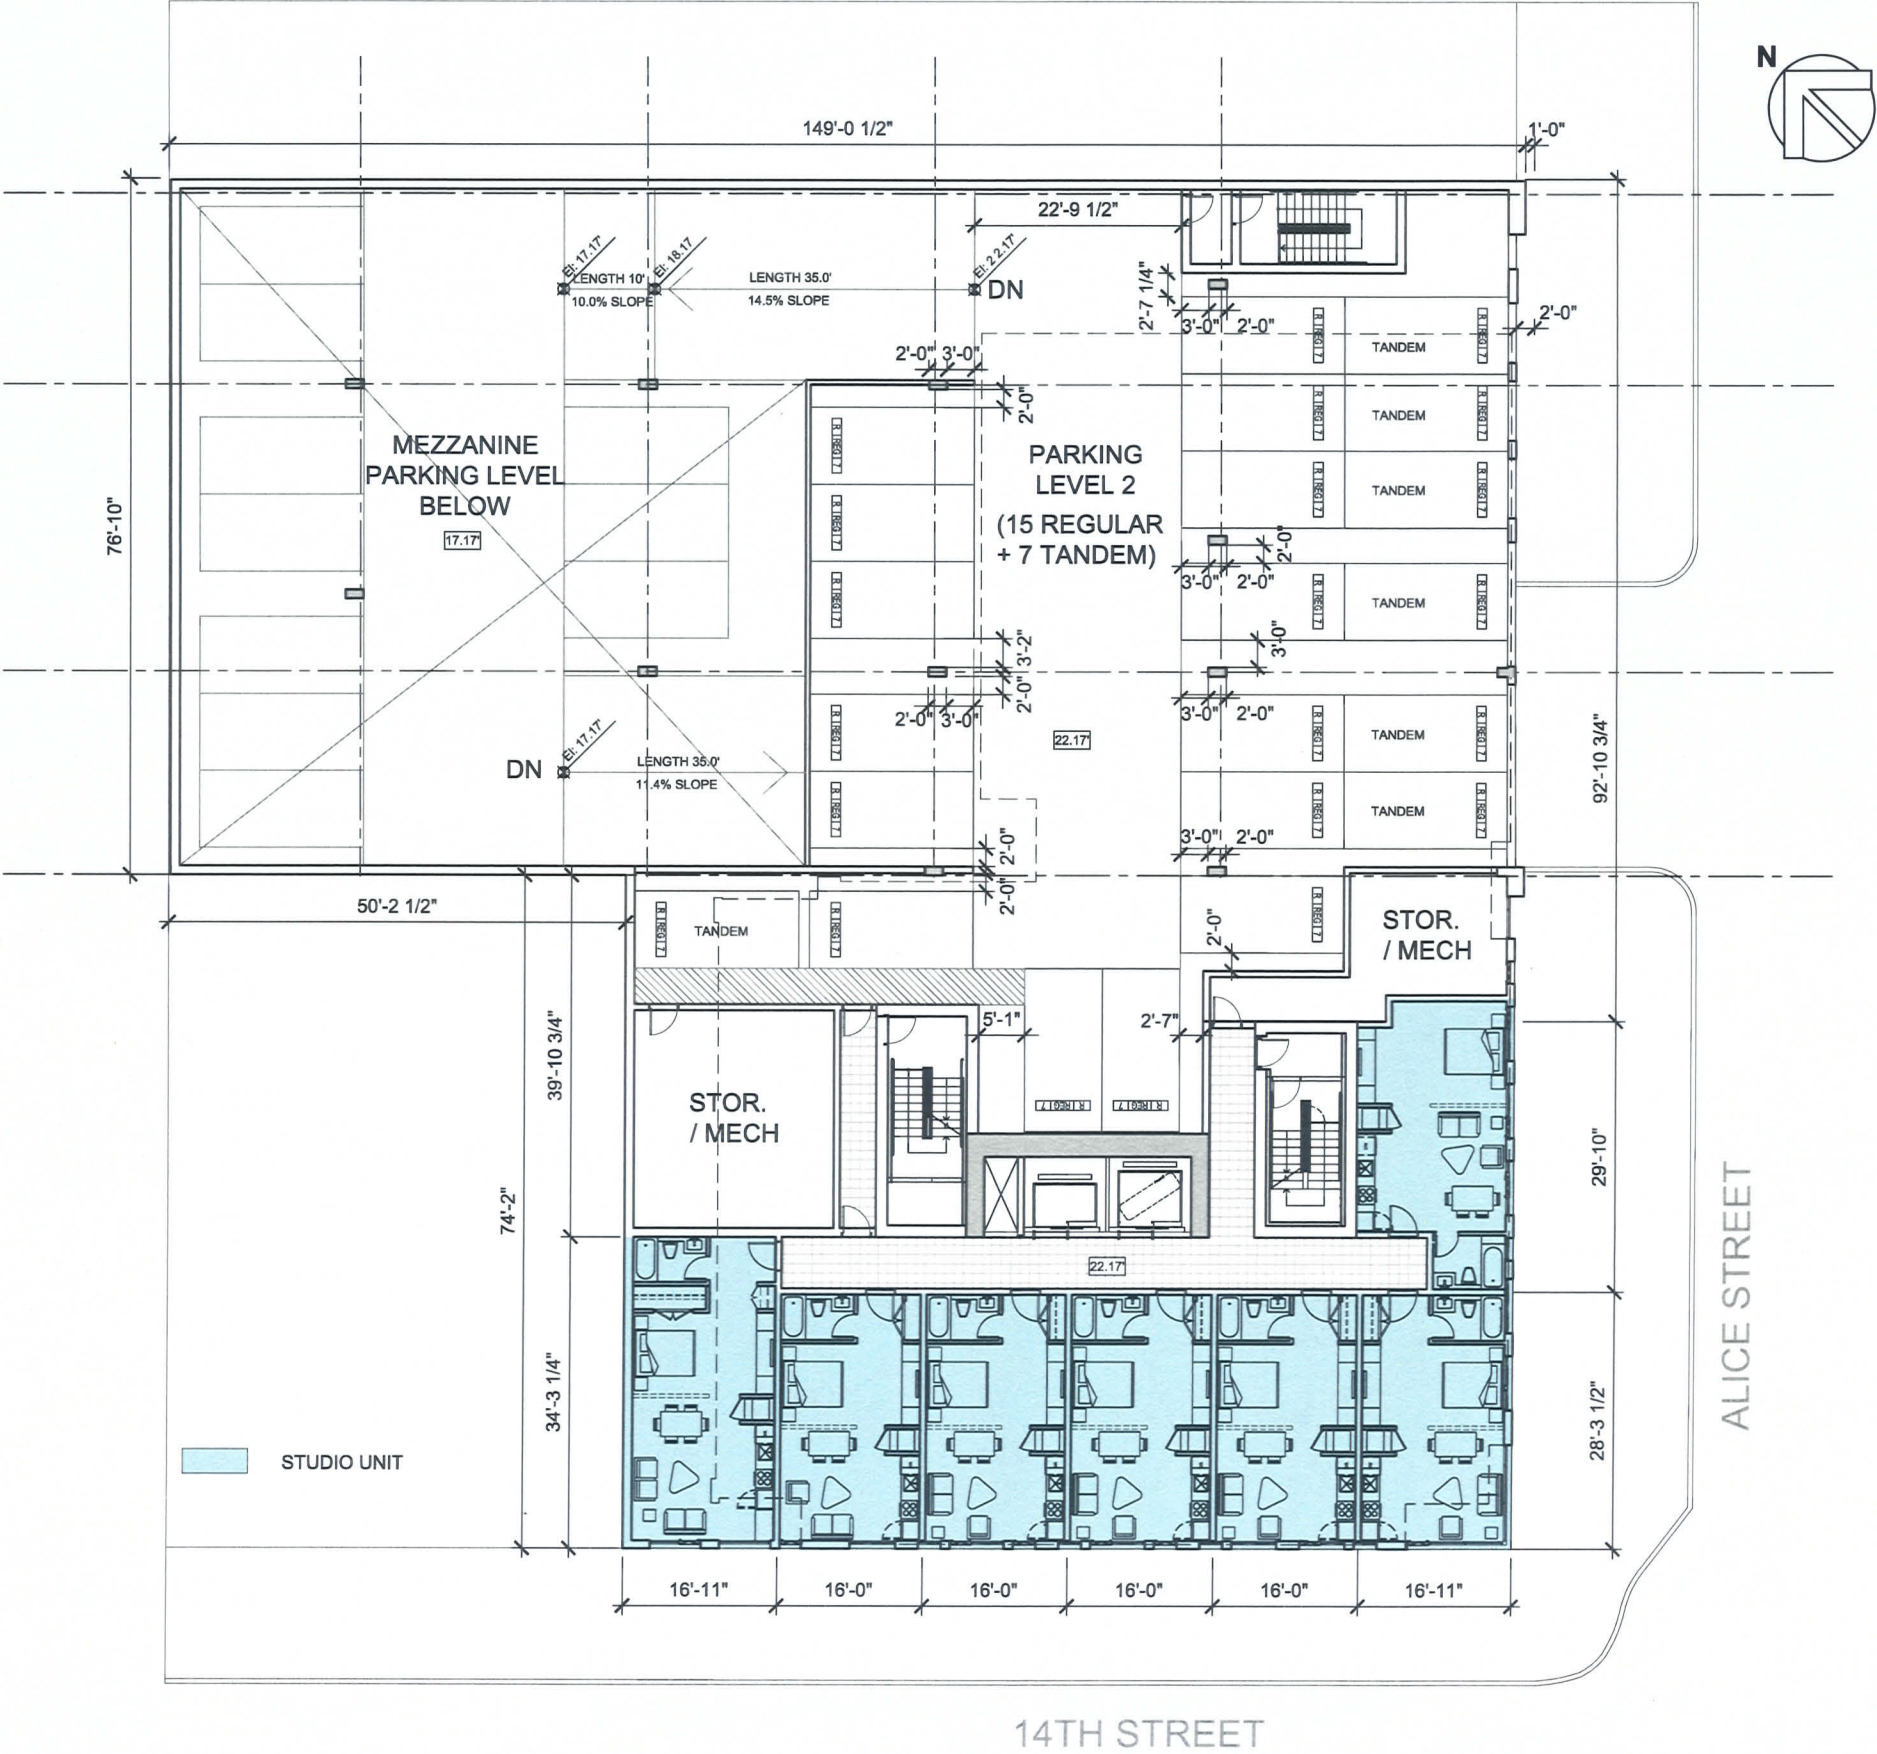 N
149'-0 1/2"
1'-0"
22'-9 1/2"
El: 17.17'
El: 18.17
El: 2 2.17'
LENGTH 10'
10.0% SLOPE
LENGTH 35.0'
14.5% SLOPE
DN
2'-7 1/4"
3'-0"
2'-0"
2'-0"
TANDEM
2'-0"
3'-0"
2'-0"
TANDEM
MEZZANINE
PARKING LEVEL
BELOW
17.17'
PARKING
LEVEL 2
(15 REGULAR
+ 7 TANDEM)
TANDEM
76'-10"
2'-0"
3'-0"
2'-0"
TANDEM
3'-0"
3'-2"
2'-0"
2'-0"
3'-0"
3'-0"
2'-0"
22.17'
TANDEM
El: 17.17'
DN
LENGTH 35.0'
11.4% SLOPE
92'-10 3/4"
TANDEM
3'-0"
2'-0"
2'-0"
2'-0"
50'-2 1/2"
TANDEM
2'-0"
STOR.
/ MECH
5'-1"
2'-7"
39'-10 3/4"
STOR.
/ MECH
29'-10"
74'-2"
22.17'
ALICE STREET
34'-3 1/4"
28'-3 1/2"
STUDIO UNIT
16'-11"
16'-0"
16'-0"
16'-0"
16'-0"
16'-11"
14TH STREET